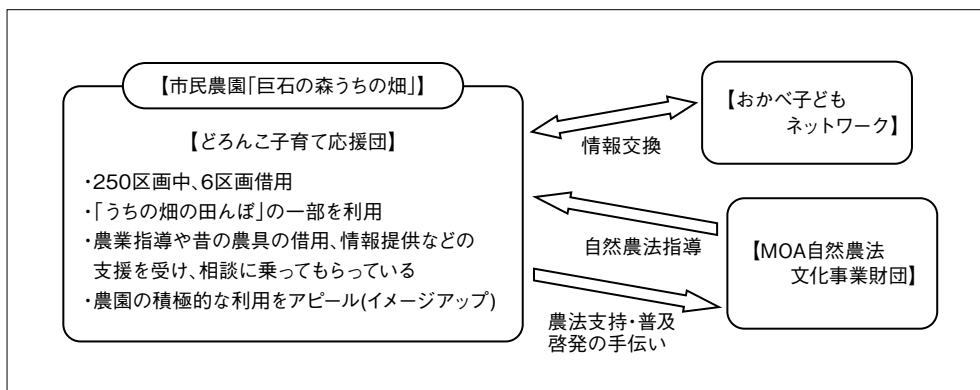 【市民農園「巨石の森うちの畑」】
【どろんこ子育て応援団】
・250区画中、6区画借用
・「うちの畑の田んぼ」の一部を利用
・農業指導や昔の農具の借用、情報提供などの
支援を受け、相談に乗ってもらっている
・農園の積極的な利用をアピール(イメージアップ)
情報交換
【おかべ子ども
ネットワーク】
自然農法指導
【MOA自然農法
文化事業財団】
農法支持・普及
啓発の手伝い